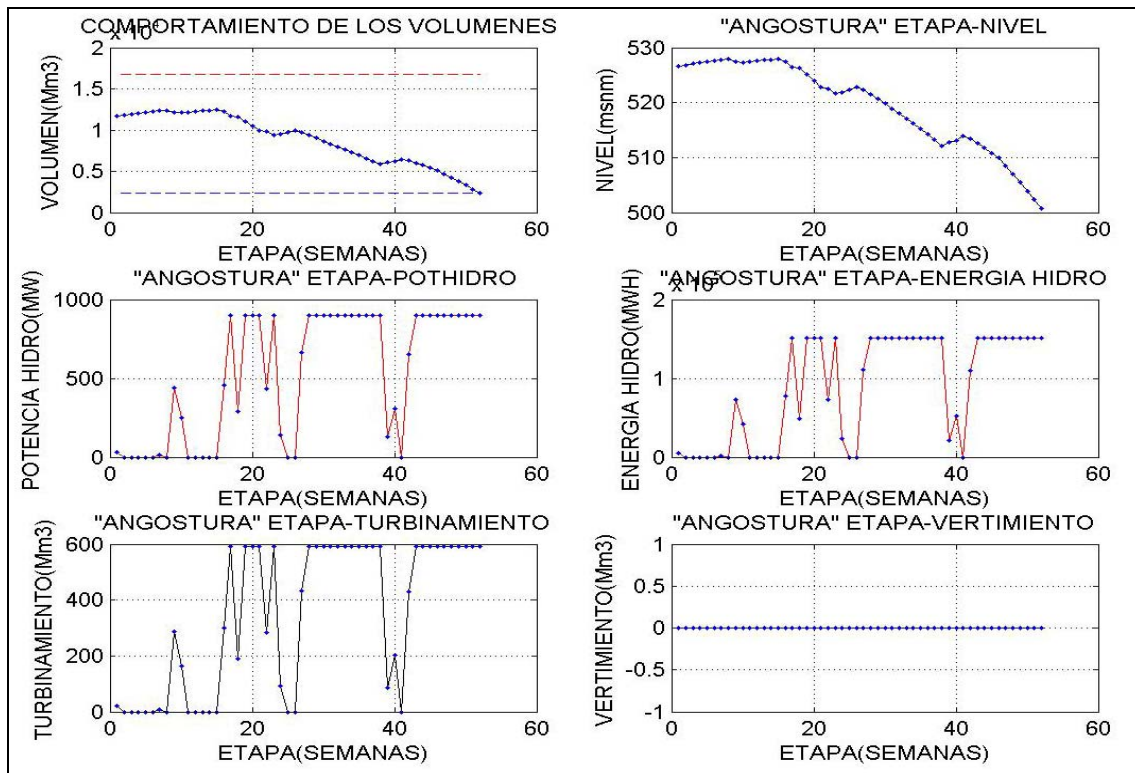 COMPORTAMIENTO DE LOS VOLUMENES
x 10^4
2
1.5
1
0.5
0
VOLUMEN(Mm3)
0 20 40 60
ETAPA(SEMANAS)
"ANGOSTURA" ETAPA-NIVEL
530
520
510
500
NIVEL(msnm)
0 20 40 60
ETAPA(SEMANAS)
"ANGOSTURA" ETAPA-POTHIDRO
1000
500
0
POTENCIA HIDRO(MW)
0 20 40 60
ETAPA(SEMANAS)
"ANGOSTURA" ETAPA-ENERGIA HIDRO
x 10^5
2
1
0
ENERGIA HIDRO(MWH)
0 20 40 60
ETAPA(SEMANAS)
"ANGOSTURA" ETAPA-TURBINAMIENTO
600
400
200
0
TURBINAMIENTO(Mm3)
0 20 40 60
ETAPA(SEMANAS)
"ANGOSTURA" ETAPA-VERTIMIENTO
1
0.5
0
-0.5
-1
VERTIMIENTO(Mm3)
0 20 40 60
ETAPA(SEMANAS)